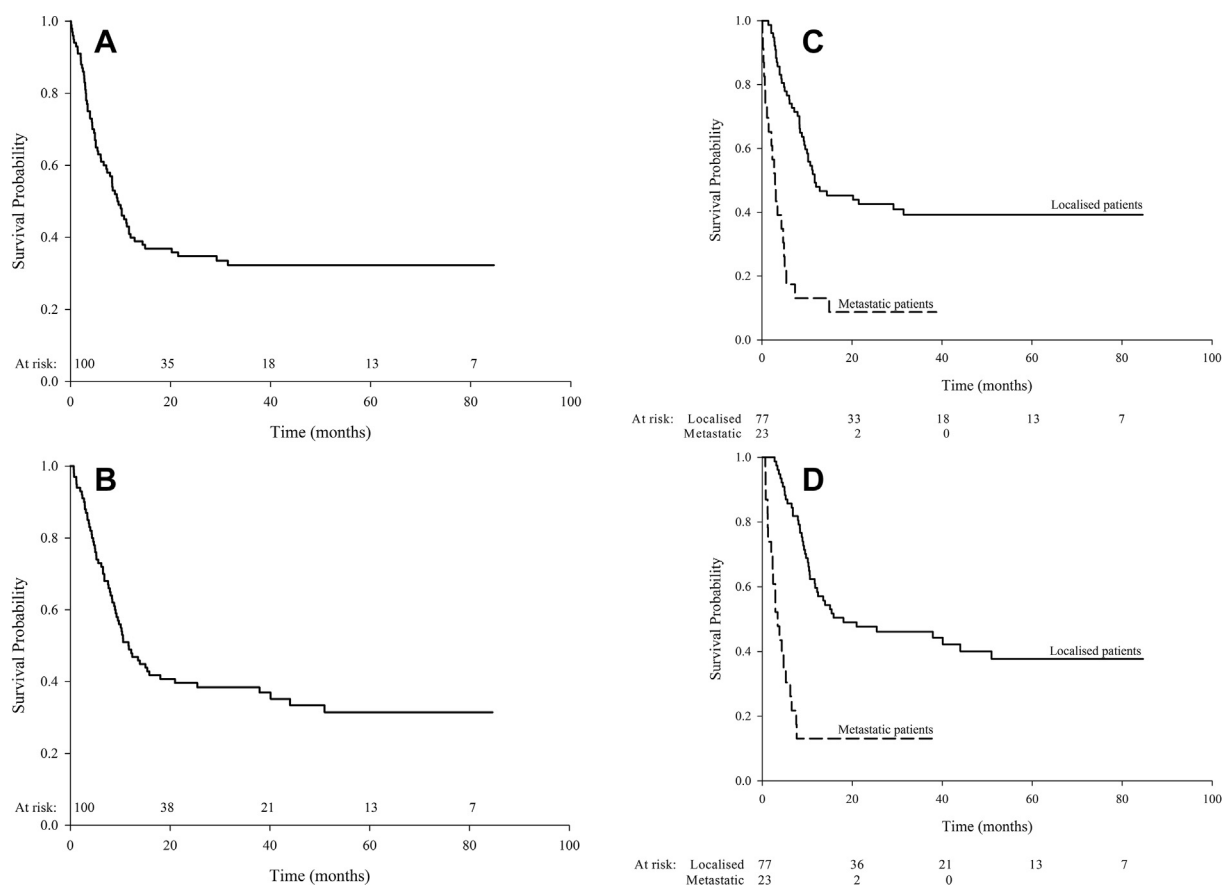 A
Survival Probability
1.0
0.8
0.6
0.4
0.2
0.0
At risk: 100 35 18 13 7
0 20 40 60 80 100
Time (months)
B
Survival Probability
1.0
0.8
0.6
0.4
0.2
0.0
At risk: 100 38 21 13 7
0 20 40 60 80 100
Time (months)
C
Survival Probability
1.0
0.8
0.6
0.4
0.2
0.0
Localised patients
Metastatic patients
0 20 40 60 80 100
Time (months)
At risk: Localised 77 33 18 13 7
Metastatic 23 2 0
D
Survival Probability
1.0
0.8
0.6
0.4
0.2
0.0
Localised patients
Metastatic patients
0 20 40 60 80 100
Time (months)
At risk: Localised 77 36 21 13 7
Metastatic 23 2 0